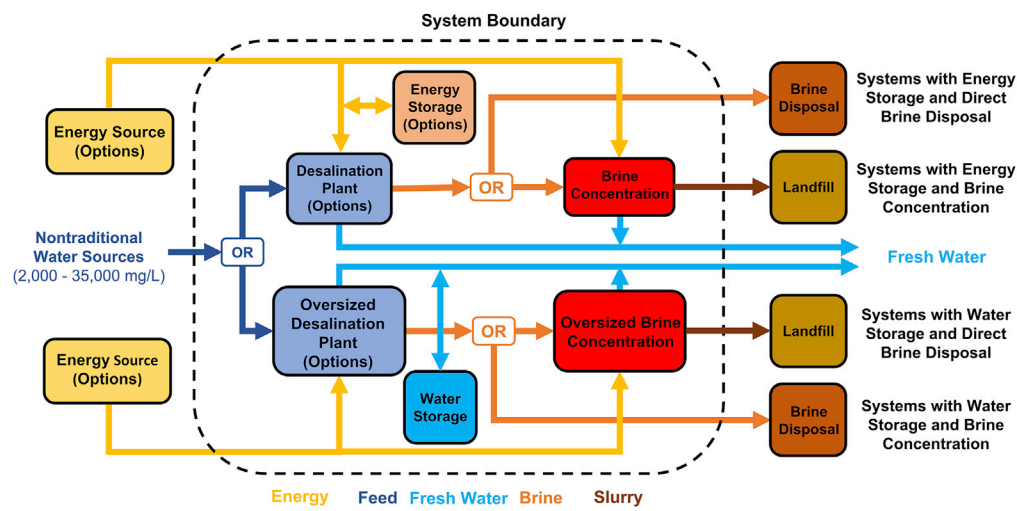 System Boundary
Energy Source
(Options)
Energy
Storage
(Options)
Brine
Disposal
Systems with Energy
Storage and Direct
Brine Disposal
Desalination
Plant
(Options)
OR
Brine
Concentration
Landfill
Systems with Energy
Storage and Brine
Concentration
Nontraditional
Water Sources
(2,000 - 35,000 mg/L)
OR
Fresh Water
Oversized
Desalination
Plant
(Options)
OR
Oversized Brine
Concentration
Landfill
Systems with Water
Storage and Direct
Brine Disposal
Energy Source
(Options)
Water
Storage
Brine
Disposal
Systems with Water
Storage and Brine
Concentration
Energy Feed Fresh Water Brine Slurry